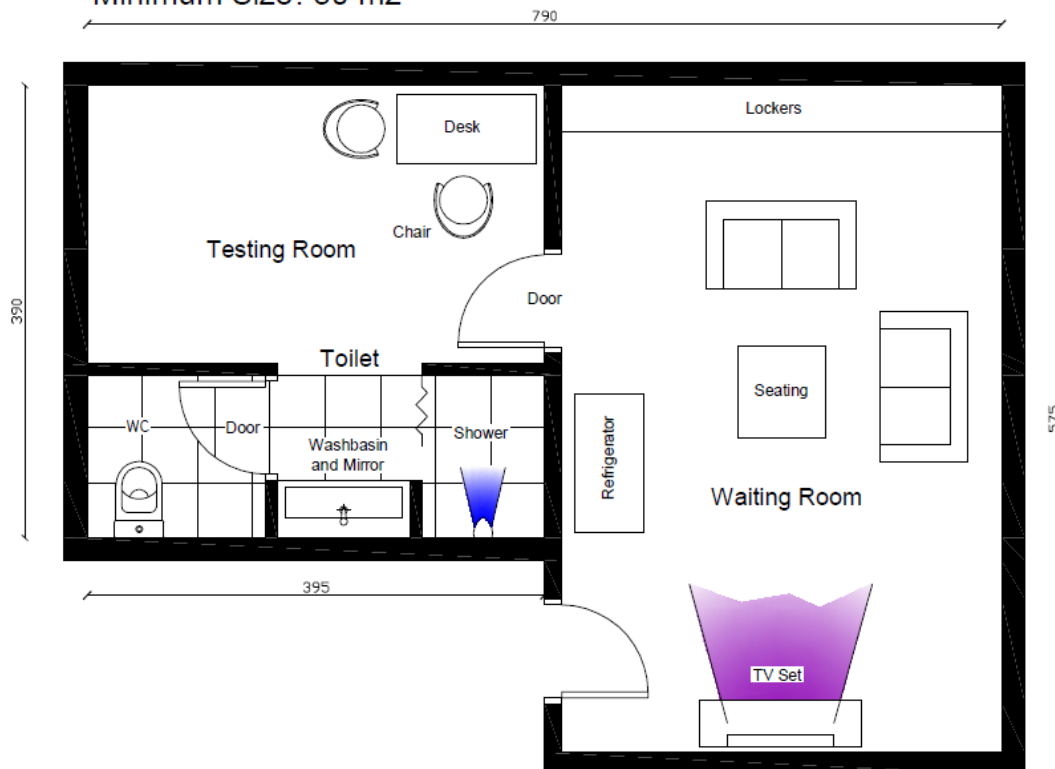 790
Lockers
Desk
Chair
Testing Room
Door
390
Toilet
Seating
575
WC
Door
Washbasin
and Mirror
Shower
Refrigerator
Waiting Room
395
TV Set